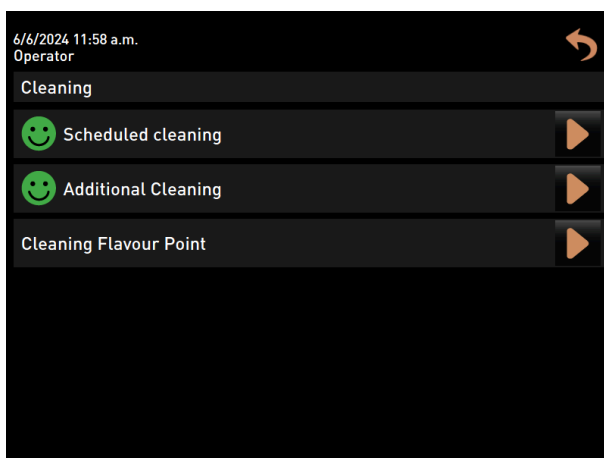 6/6/2024 11:58 a.m.
Operator
Cleaning
Scheduled cleaning
Additional Cleaning
Cleaning Flavour Point